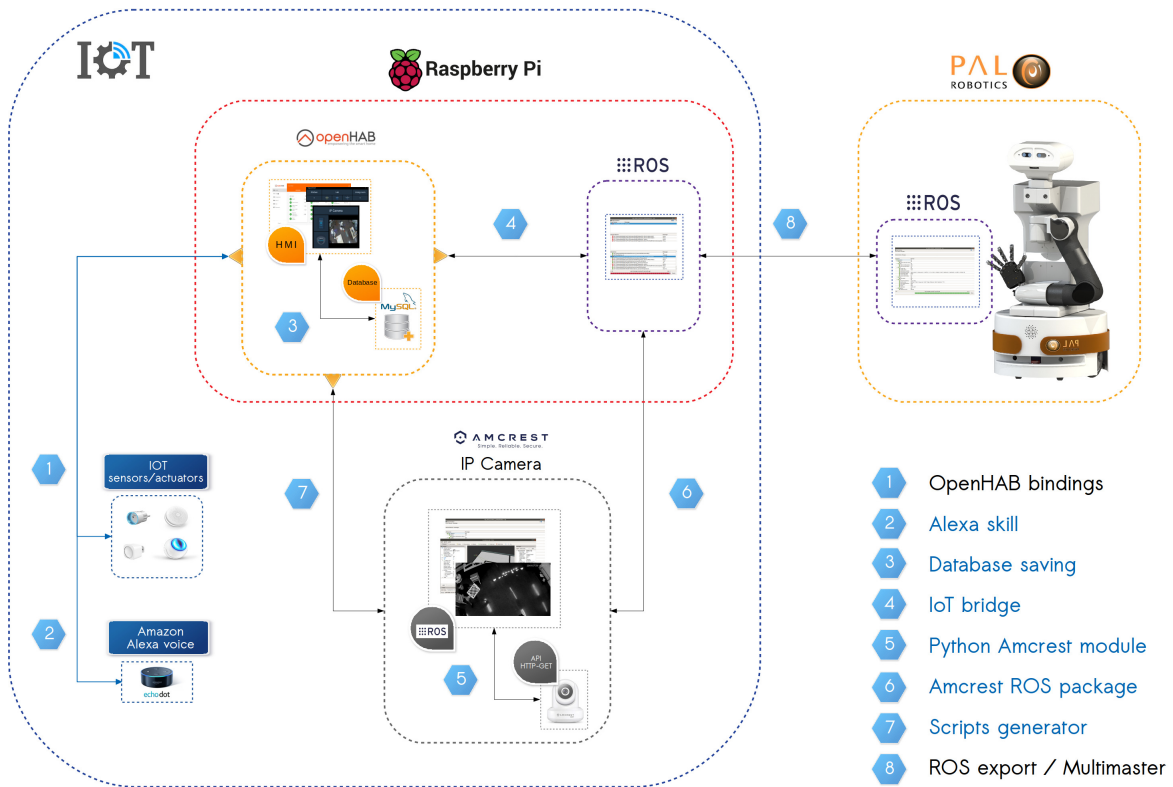 IOT
Raspberry Pi
PAL
ROBOTICS
openHAB
ROS
ROS
HMI
Database
MySQL
4
8
3
AMCREST
Simple. Reliable. Secure.
IP Camera
1
IOT
sensors/actuators
7
6
2
Amazon
Alexa voice
echo dot
ROS
5
API
HTTP-GET
PAL
1 OpenHAB bindings
2 Alexa skill
3 Database saving
4 IoT bridge
5 Python Amcrest module
6 Amcrest ROS package
7 Scripts generator
8 ROS export / Multimaster